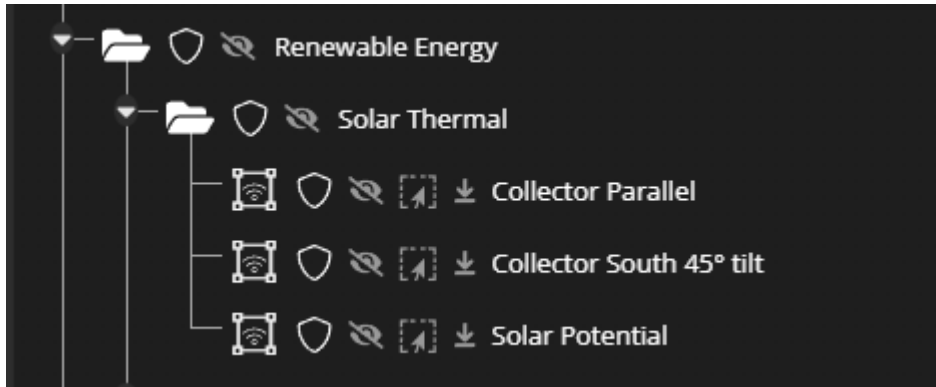 Renewable Energy
Solar Thermal
Collector Parallel
Collector South 45° tilt
Solar Potential